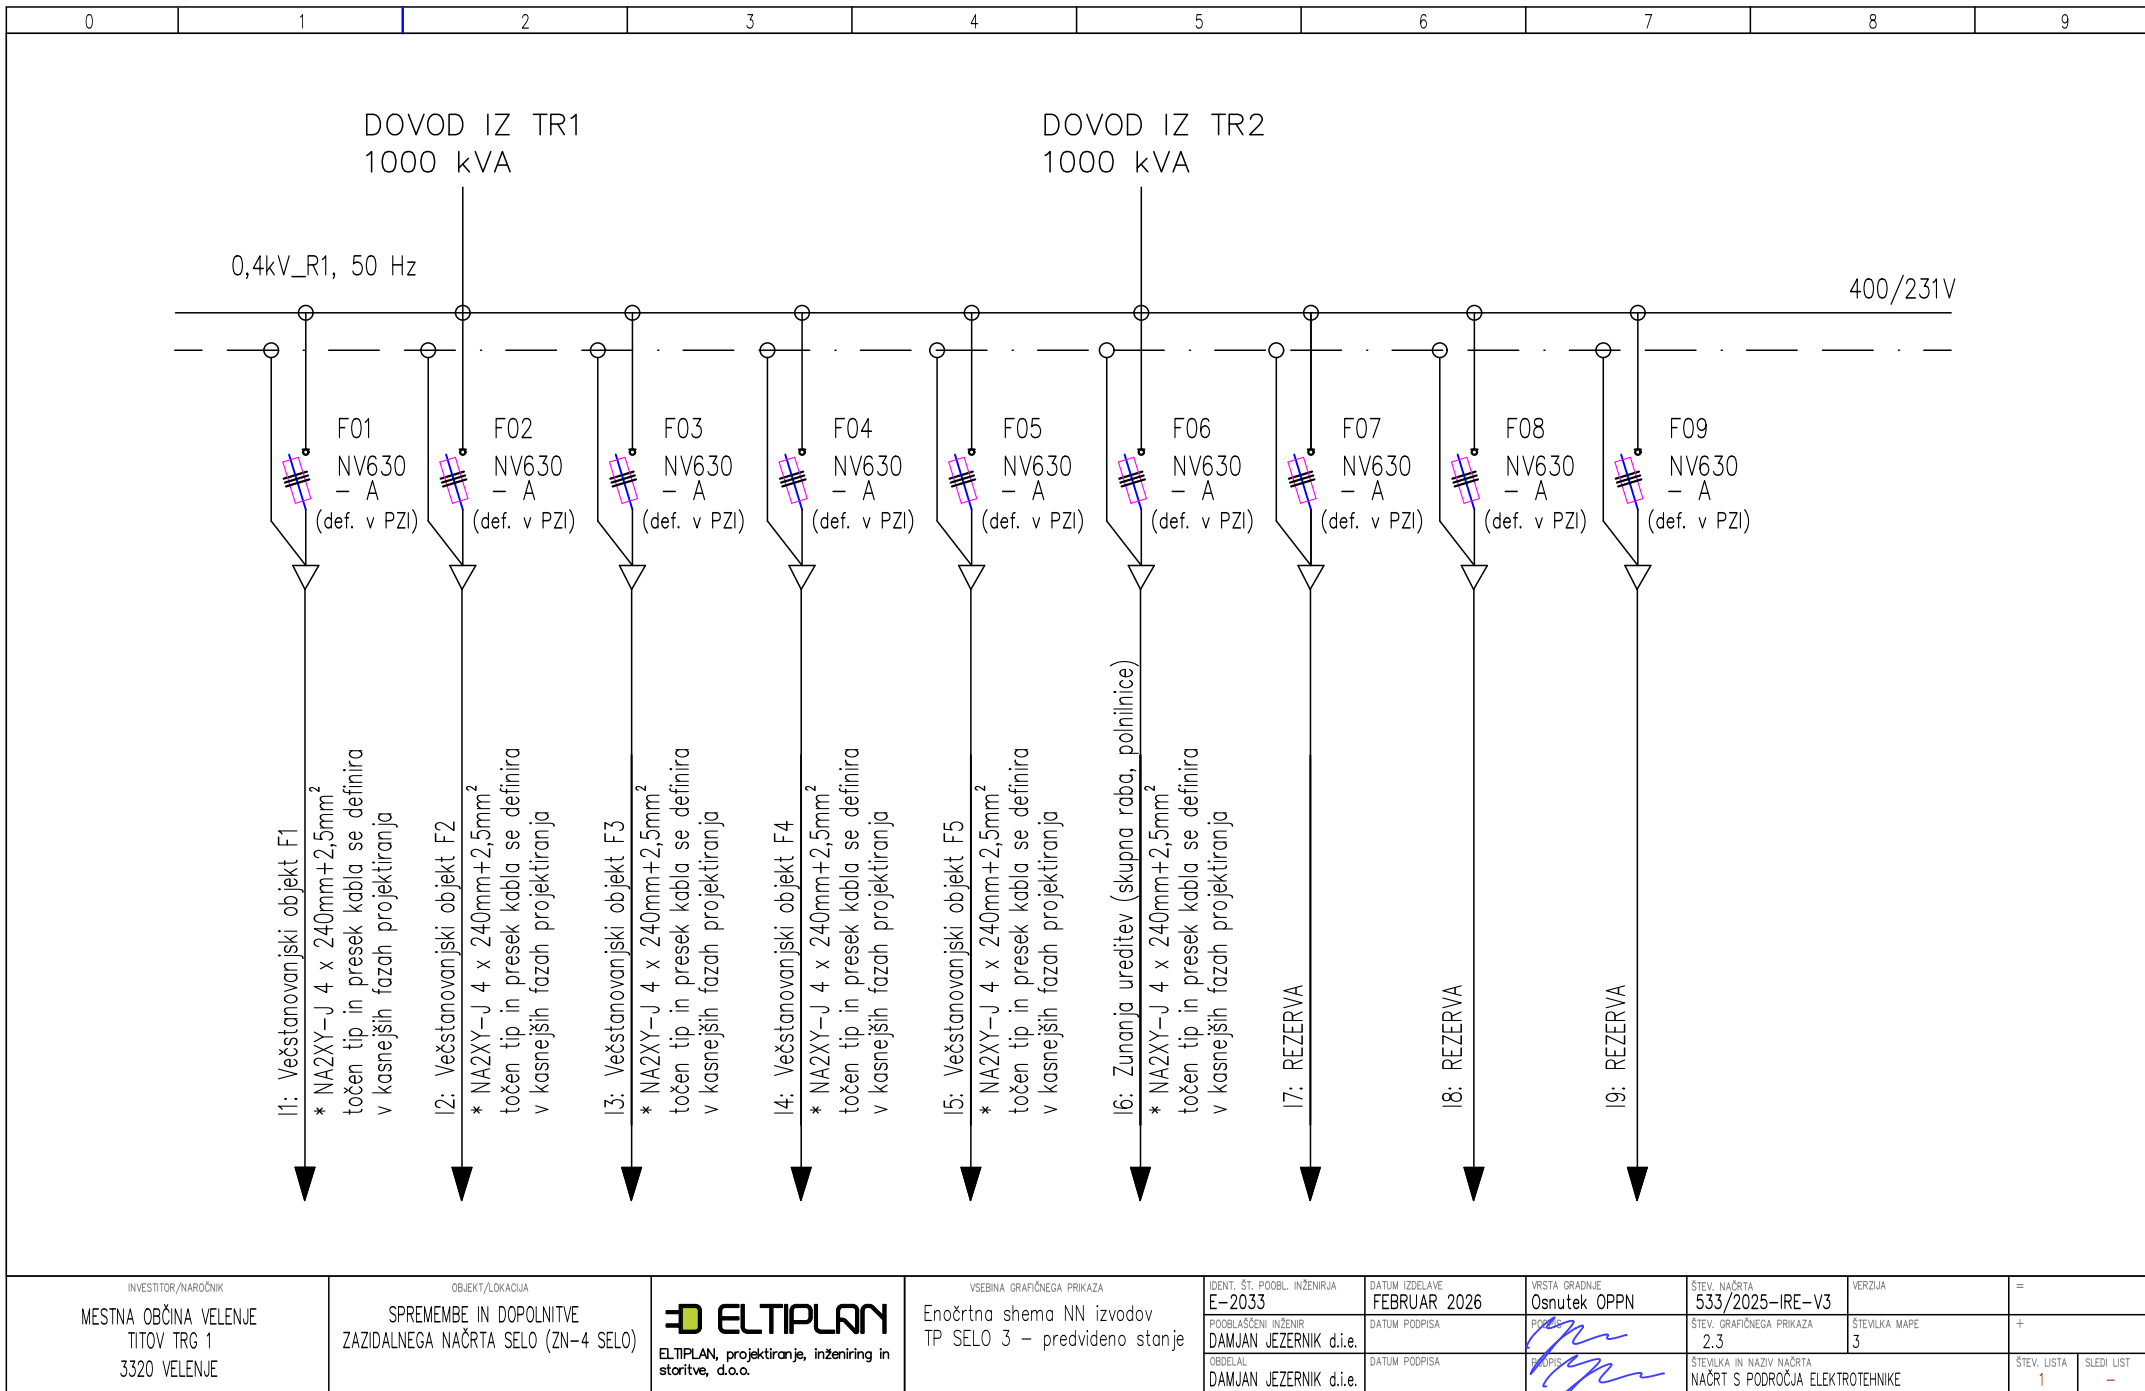 0 1 2 3 4 5 6 7 8 9
DOVOD IZ TR1
1000 kVA
DOVOD IZ TR2
1000 kVA
0,4kV_R1, 50 Hz
400/231V
F01
NV630
- A
(def. v PZI)
F02
NV630
- A
(def. v PZI)
F03
NV630
- A
(def. v PZI)
F04
NV630
- A
(def. v PZI)
F05
NV630
- A
(def. v PZI)
F06
NV630
- A
(def. v PZI)
F07
NV630
- A
(def. v PZI)
F08
NV630
- A
(def. v PZI)
F09
NV630
- A
(def. v PZI)
I1: Večstanovanjski objekt F1
* NA2XY-J 4 x 240mm+2,5mm²
točen tip in presek kabla se definira
v kasnejših fazah projektiranja
I2: Večstanovanjski objekt F2
* NA2XY-J 4 x 240mm+2,5mm²
točen tip in presek kabla se definira
v kasnejših fazah projektiranja
I3: Večstanovanjski objekt F3
* NA2XY-J 4 x 240mm+2,5mm²
točen tip in presek kabla se definira
v kasnejših fazah projektiranja
I4: Večstanovanjski objekt F4
* NA2XY-J 4 x 240mm+2,5mm²
točen tip in presek kabla se definira
v kasnejših fazah projektiranja
I5: Večstanovanjski objekt F5
* NA2XY-J 4 x 240mm+2,5mm²
točen tip in presek kabla se definira
v kasnejših fazah projektiranja
I6: Zunanja ureditev (skupna raba, polnilnice)
* NA2XY-J 4 x 240mm+2,5mm²
točen tip in presek kabla se definira
v kasnejših fazah projektiranja
I7: REZERVA
I8: REZERVA
I9: REZERVA
INVESTITOR/NAROČNIK
MESTNA OBČINA VELENJE
TITOV TRG 1
3320 VELENJE
OBJEKT/LOKACIJA
SPREMEMBE IN DOPOLNITVE
ZAZIDALNEGA NAČRTA SELO (ZN-4 SELO)
ELTIPLAN
ELTIPLAN, projektiranje, inženiring in
storitve, d.o.o.
VSEBINA GRAFIČNEGA PRIKAZA
Enočrtna shema NN izvodov
TP SELO 3 - predvideno stanje
IDENT. ŠT. POOBL. INŽENIRJA
E-2033
DATUM IZDELAVE
FEBRUAR 2026
VRSTA GRADNJE
Osnutek OPPN
ŠTEV. NAČRTA
533/2025-IRE-V3
VERZIJA
=
POOBLAŠČENI INŽENIR
DAMJAN JEZERNIK d.i.e.
DATUM PODPISA
PODPIS
ŠTEV. GRAFIČNEGA PRIKAZA
2.3
ŠTEVILKA MAPE
3
+
OBDELAL
DAMJAN JEZERNIK d.i.e.
DATUM PODPISA
PODPIS
ŠTEVILKA IN NAZIV NAČRTA
NAČRT S PODROČJA ELEKTROTEHNIKE
ŠTEV. LISTA
1
SLEDI LIST
-